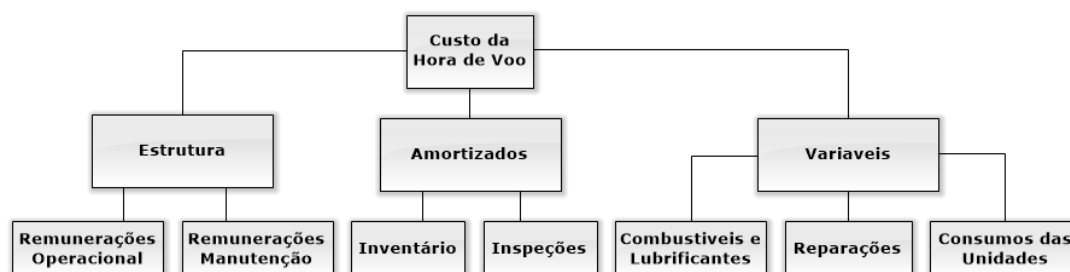 Custo da
Hora de Voo
Estrutura
Amortizados
Variaveis
Remunerações
Operacional
Remunerações
Manutenção
Inventário
Inspeções
Combustiveis e
Lubrificantes
Reparações
Consumos das
Unidades